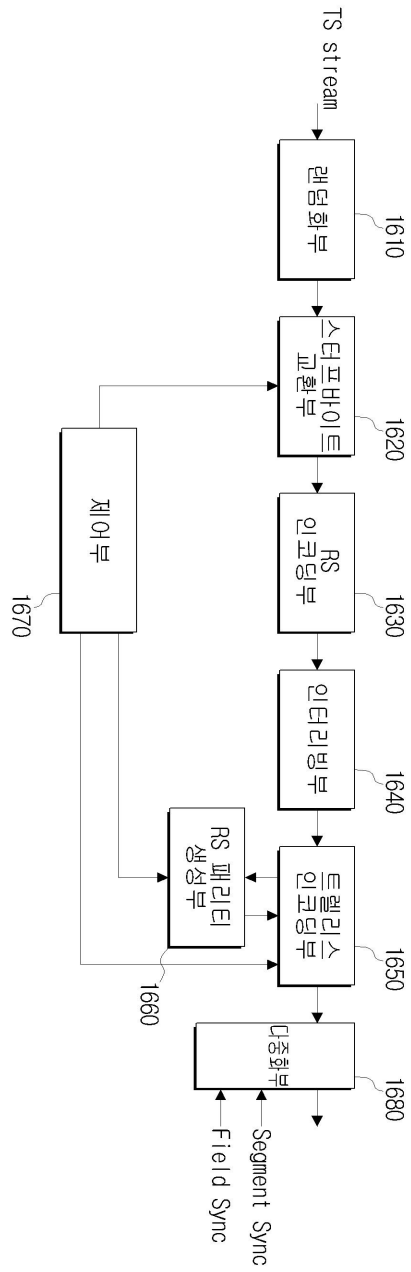 TS stream
랜덤화부
1610
스터프바이트
교환부
1620
RS
인코딩부
1630
인터리빙부
1640
트렐리스
인코딩부
1650
RS 패리티
생성부
1660
제어부
1670
다중화부
1680
Segment Sync
Field Sync